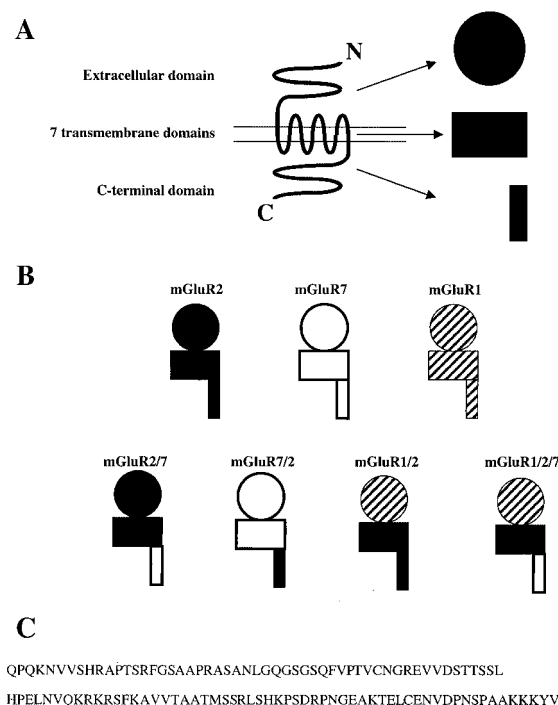 A
N
Extracellular domain
7 transmembrane domains
C-terminal domain
C
B
mGluR2 mGluR7 mGluR1
mGluR2/7 mGluR7/2 mGluR1/2 mGluR1/2/7
C
QPQKNVVSHRAPTSRFGSAAPRASANLGQGSGSQFVPTVCNGREVVDSTTSSL
HPELNVQKRKRSFKAVVTAATMSSRLSHKPSDRPNGEAKTELCENVDPNSPAAKKKYV